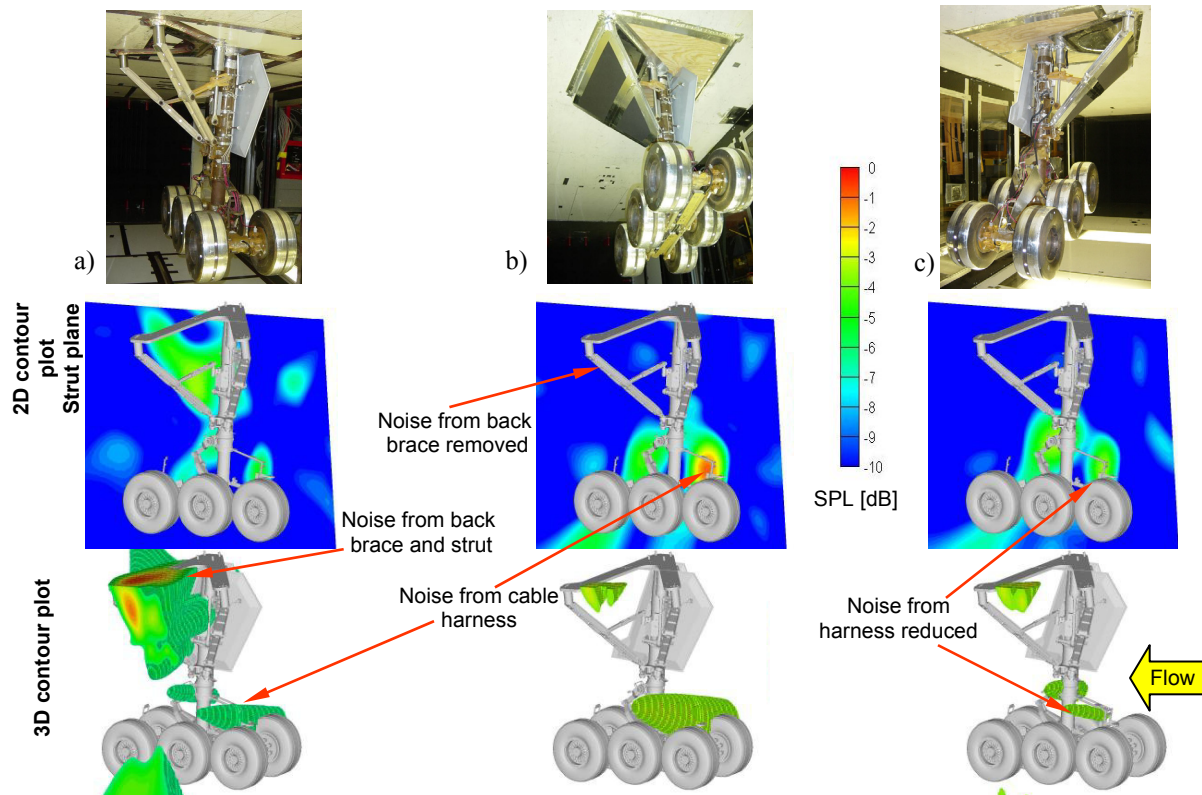 a)
b)
c)
0
-1
-2
-3
-4
-5
-6
-7
-8
-9
-10
SPL [dB]
2D contour
plot
Strut plane
Noise from back
brace removed
Noise from back
brace and strut
Noise from cable
harness
Noise from
harness reduced
Flow
3D contour plot